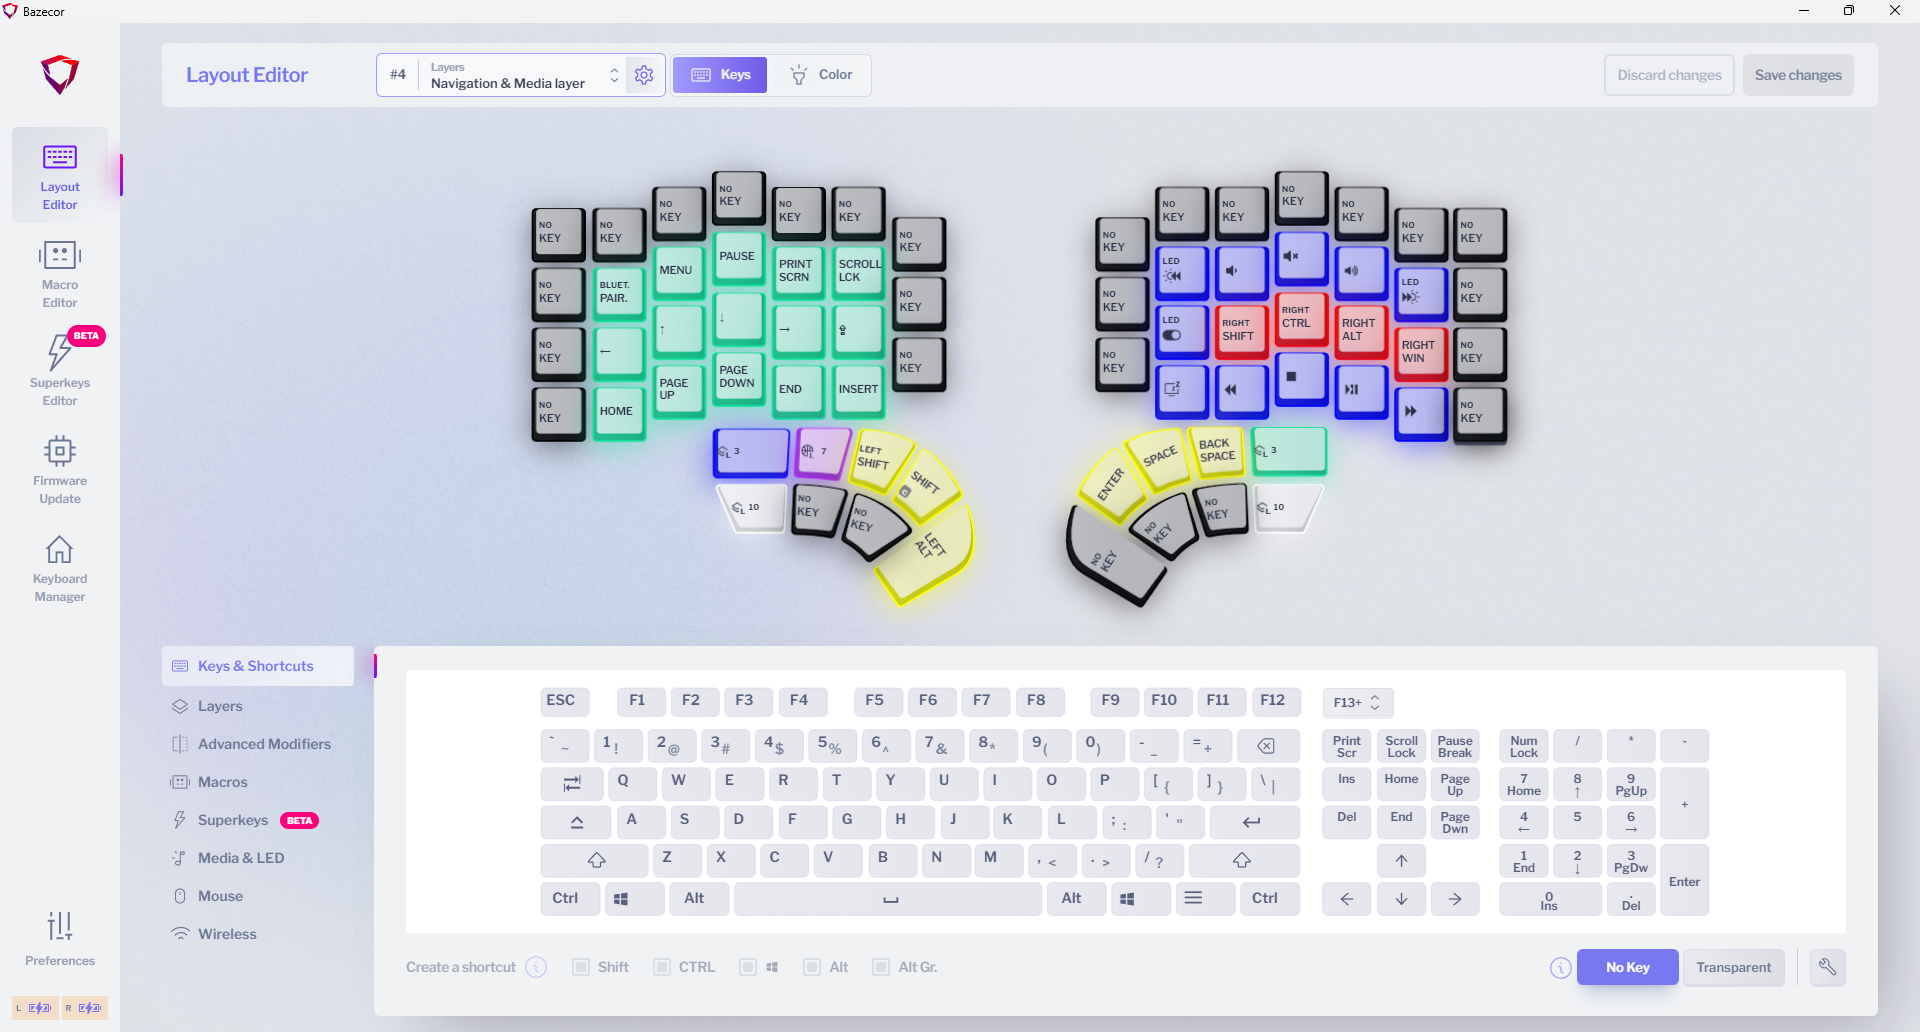 Bazecor
Layout Editor
#4
Layers
Navigation & Media layer
Keys
Color
Discard changes
Save changes
Layout
Editor
Macro
Editor
BETA
Superkeys
Editor
Firmware
Update
Keyboard
Manager
Preferences
L
R
NO KEY
NO KEY
NO KEY
NO KEY
NO KEY
NO KEY
NO KEY
NO KEY
BLUET. PAIR.
MENU
PAUSE
PRINT SCRN
SCROLL LCK
NO KEY
NO KEY
←
↑
↓
→
⇪
NO KEY
NO KEY
HOME
PAGE UP
PAGE DOWN
END
INSERT
L 3
L 7
LEFT SHIFT
SHIFT
L 10
NO KEY
NO KEY
LEFT ALT
NO KEY
NO KEY
NO KEY
NO KEY
NO KEY
NO KEY
NO KEY
NO KEY
LED
LED
NO KEY
NO KEY
LED
RIGHT SHIFT
RIGHT CTRL
RIGHT ALT
RIGHT WIN
NO KEY
NO KEY
ENTER
SPACE
BACK SPACE
L 3
NO KEY
NO KEY
NO KEY
L 10
Keys & Shortcuts
Layers
Advanced Modifiers
Macros
Superkeys BETA
Media & LED
Mouse
Wireless
ESC F1 F2 F3 F4 F5 F6 F7 F8 F9 F10 F11 F12 F13+
` ~ 1 ! 2 @ 3 # 4 $ 5 % 6 ^ 7 & 8 * 9 ( 0 ) - _ = +
Q W E R T Y U I O P [ { ] } \ |
A S D F G H J K L ; : ' "
Z X C V B N M , < . > / ?
Ctrl Alt Alt Ctrl
Print Scr
Scroll Lock
Pause Break
Ins
Home
Page Up
Del
End
Page Dwn
↑
← ↓ →
Num Lock
/
*
-
7 Home
8 ↑
9 PgUp
+
4 ←
5
6 →
1 End
2 ↓
3 PgDw
Enter
0 Ins
. Del
Create a shortcut
Shift
CTRL
Alt
Alt Gr.
No Key
Transparent